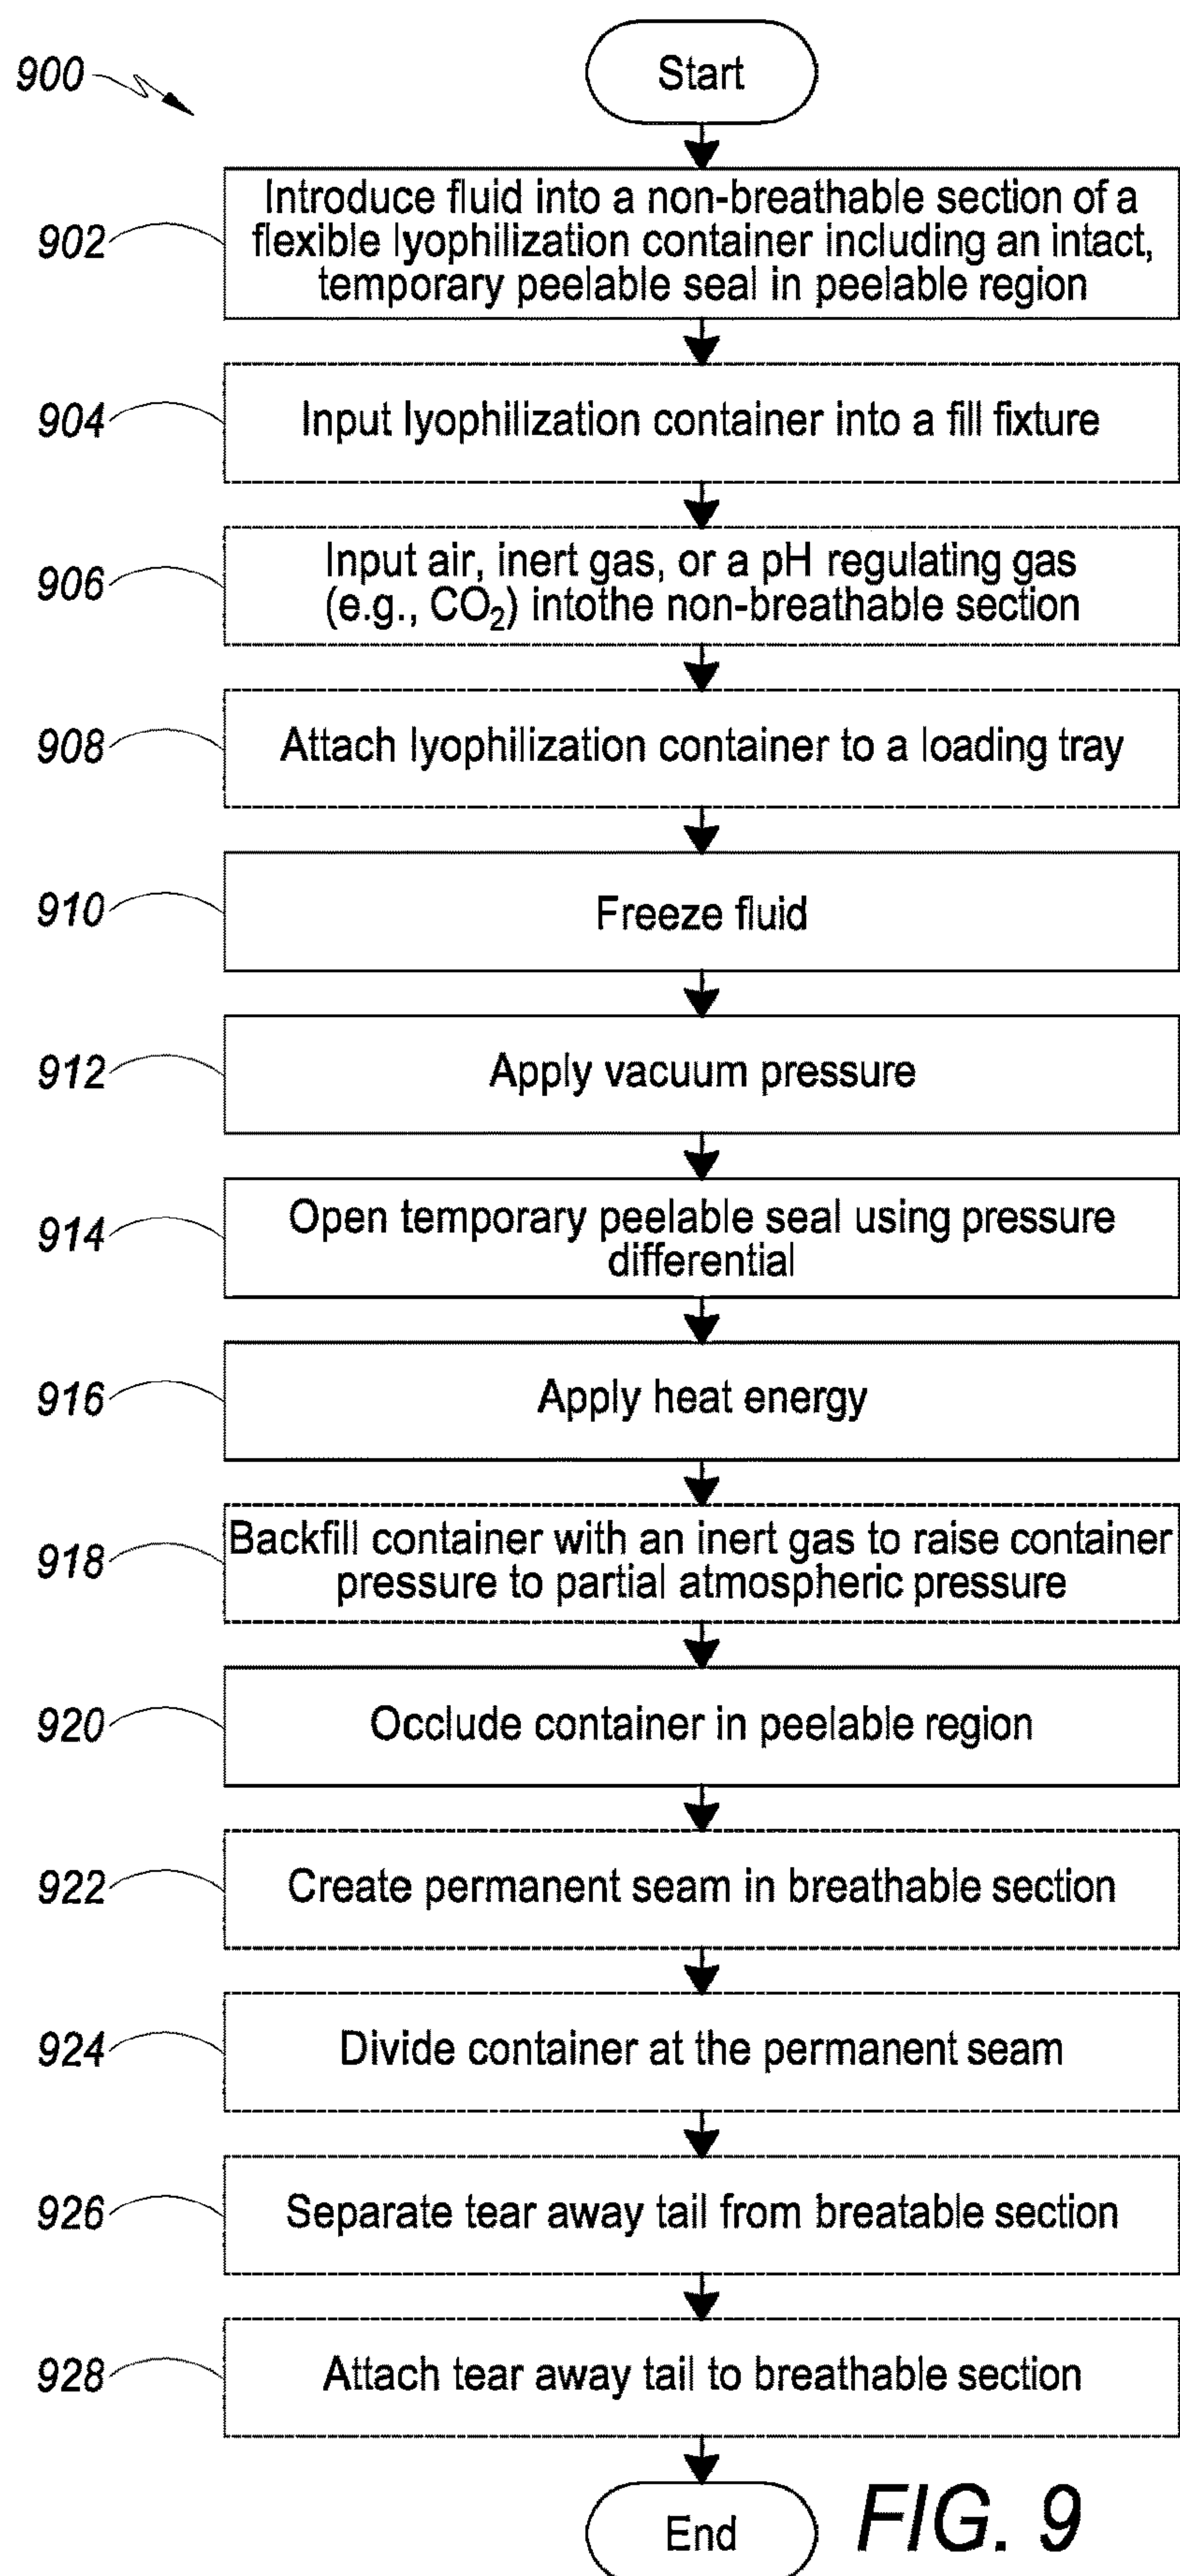 900
Start
902
Introduce fluid into a non-breathable section of a
flexible lyophilization container including an intact,
temporary peelable seal in peelable region
904
Input lyophilization container into a fill fixture
906
Input air, inert gas, or a pH regulating gas
(e.g., CO₂) intothe non-breathable section
908
Attach lyophilization container to a loading tray
910
Freeze fluid
912
Apply vacuum pressure
914
Open temporary peelable seal using pressure
differential
916
Apply heat energy
918
Backfill container with an inert gas to raise container
pressure to partial atmospheric pressure
920
Occlude container in peelable region
922
Create permanent seam in breathable section
924
Divide container at the permanent seam
926
Separate tear away tail from breatable section
928
Attach tear away tail to breathable section
End
FIG. 9